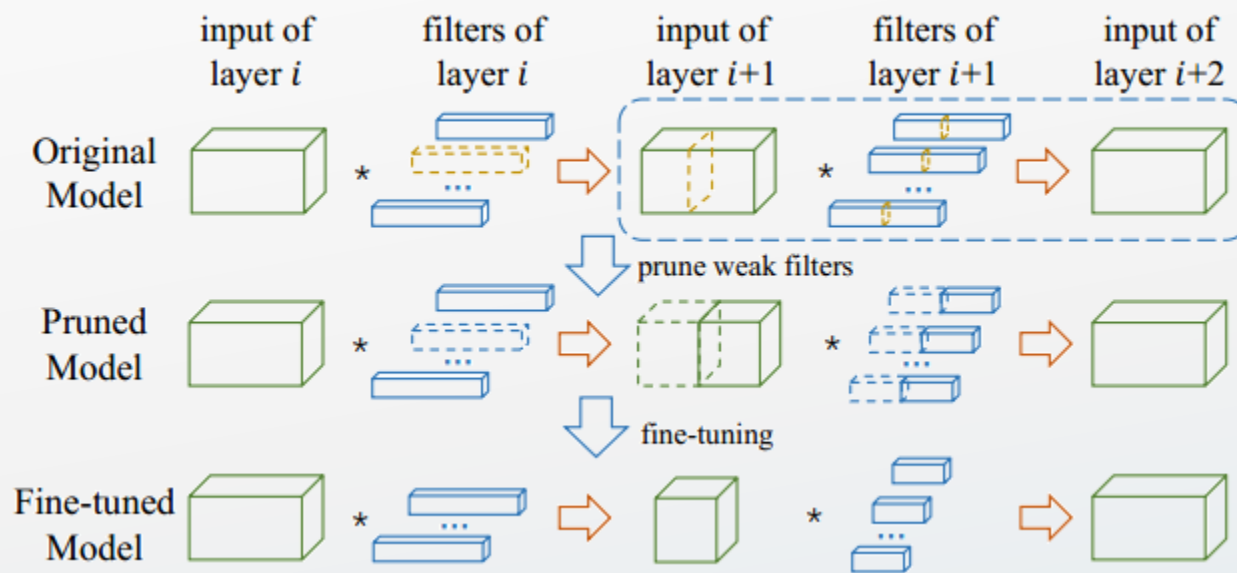 input of
layer i
filters of
layer i
input of
layer i+1
filters of
layer i+1
input of
layer i+2
Original
Model
*
...
*
...
prune weak filters
Pruned
Model
*
...
*
...
fine-tuning
Fine-tuned
Model
*
...
*
...